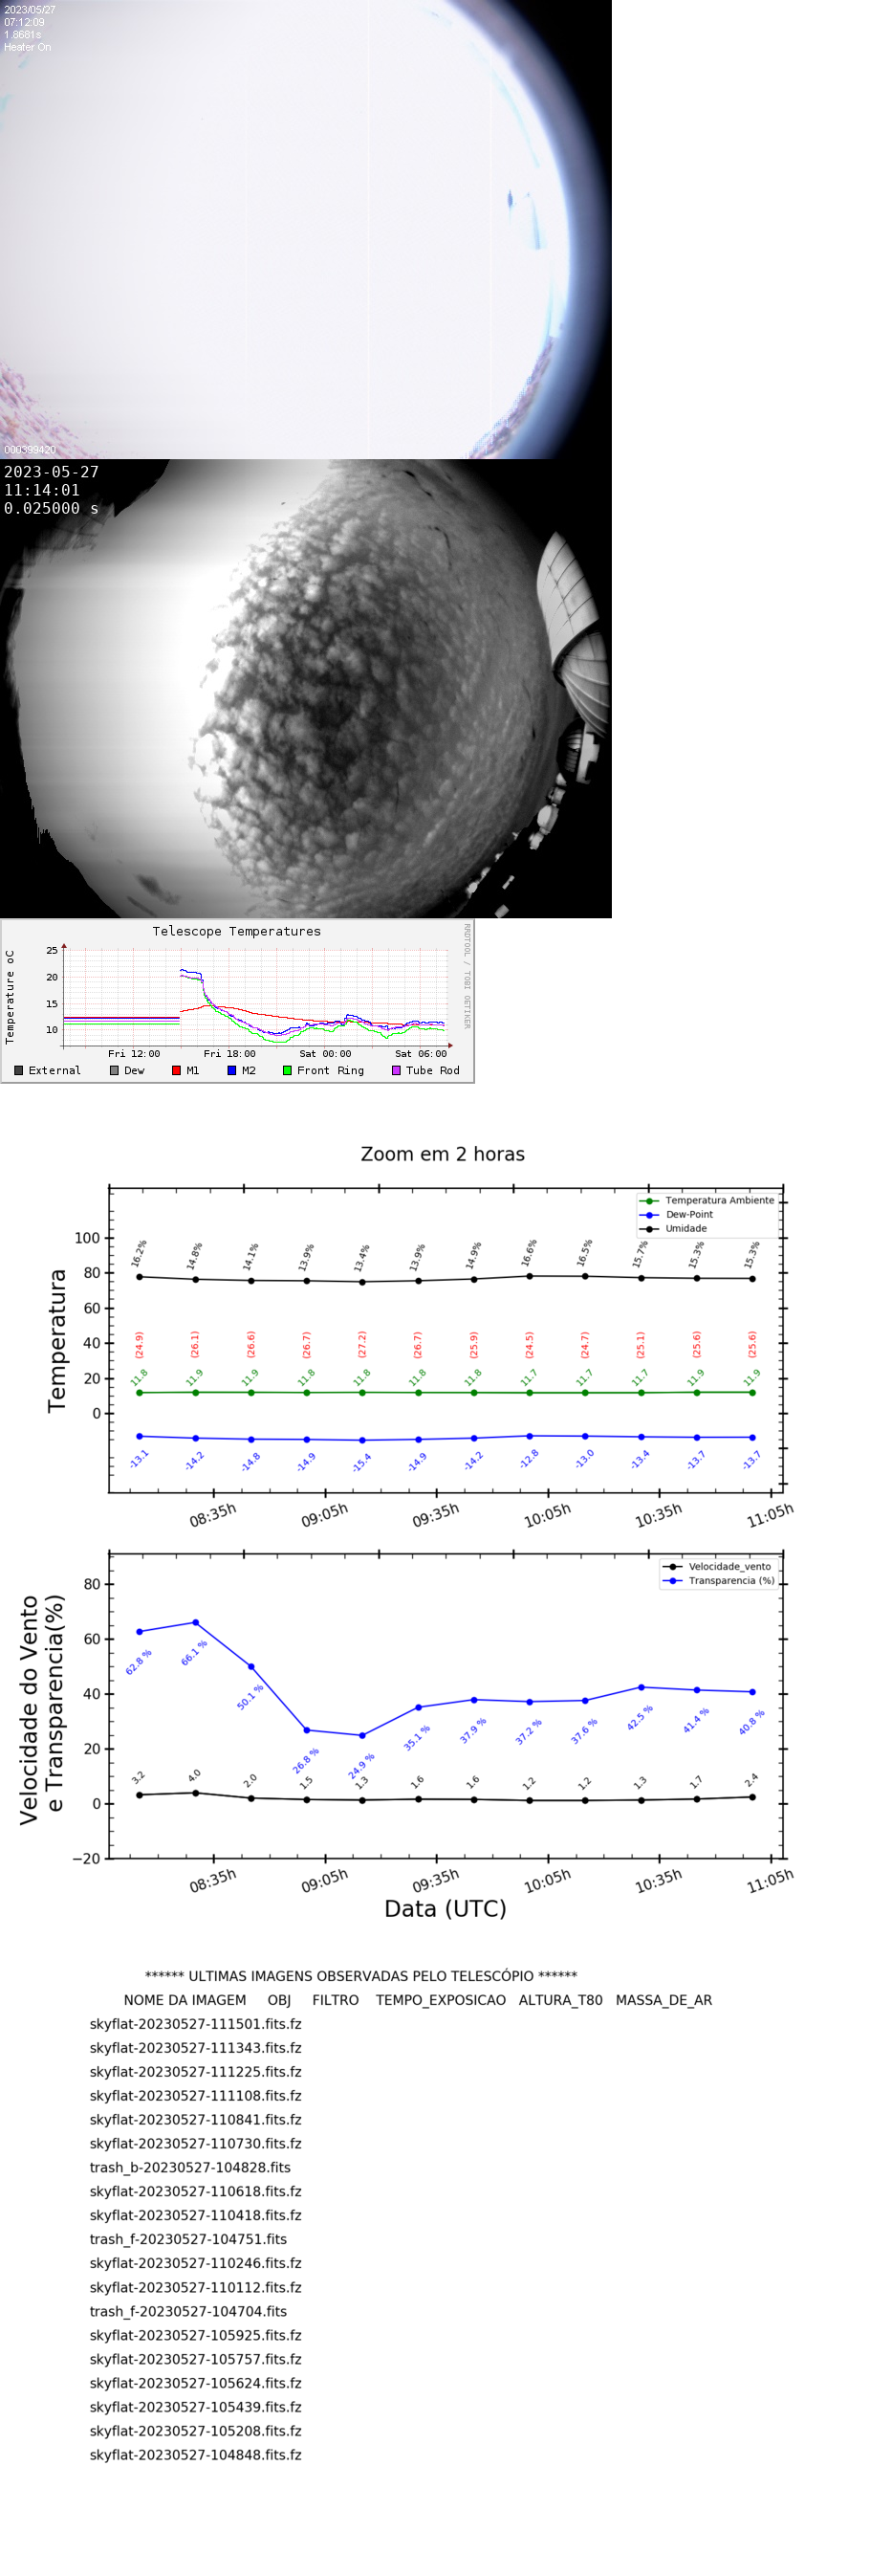 2023/05/27
07:12:09
1.8681s
Heater On
000399420
2023-05-27
11:14:01
0.025000 s
Telescope Temperatures
RRDTOOL / TOBI OETIKER
Temperature oC
25
20
15
10
Fri 12:00 Fri 18:00 Sat 00:00 Sat 06:00
External Dew M1 M2 Front Ring Tube Rod
Zoom em 2 horas
Temperatura
Temperatura Ambiente
Dew-Point
Umidade
100
80
60
40
20
0
16.2% 14.8% 14.1% 13.9% 13.4% 13.9% 14.9% 16.6% 16.5% 15.7% 15.3% 15.3%
(24.9) (26.1) (26.6) (26.7) (27.2) (26.7) (25.9) (24.5) (24.7) (25.1) (25.6) (25.6)
11.8 11.9 11.9 11.8 11.8 11.8 11.8 11.7 11.7 11.7 11.9 11.9
-13.1 -14.2 -14.8 -14.9 -15.4 -14.9 -14.2 -12.8 -13.0 -13.4 -13.7 -13.7
08:35h 09:05h 09:35h 10:05h 10:35h 11:05h
Velocidade do Vento
e Transparencia(%)
Velocidade_vento
Transparencia (%)
80
60
40
20
0
−20
62.8 % 66.1 % 50.1 % 26.8 % 24.9 % 35.1 % 37.9 % 37.2 % 37.6 % 42.5 % 41.4 % 40.8 %
3.2 4.0 2.0 1.5 1.3 1.6 1.6 1.2 1.2 1.3 1.7 2.4
08:35h 09:05h 09:35h 10:05h 10:35h 11:05h
Data (UTC)
****** ULTIMAS IMAGENS OBSERVADAS PELO TELESCÓPIO ******
NOME DA IMAGEM OBJ FILTRO TEMPO_EXPOSICAO ALTURA_T80 MASSA_DE_AR
skyflat-20230527-111501.fits.fz
skyflat-20230527-111343.fits.fz
skyflat-20230527-111225.fits.fz
skyflat-20230527-111108.fits.fz
skyflat-20230527-110841.fits.fz
skyflat-20230527-110730.fits.fz
trash_b-20230527-104828.fits
skyflat-20230527-110618.fits.fz
skyflat-20230527-110418.fits.fz
trash_f-20230527-104751.fits
skyflat-20230527-110246.fits.fz
skyflat-20230527-110112.fits.fz
trash_f-20230527-104704.fits
skyflat-20230527-105925.fits.fz
skyflat-20230527-105757.fits.fz
skyflat-20230527-105624.fits.fz
skyflat-20230527-105439.fits.fz
skyflat-20230527-105208.fits.fz
skyflat-20230527-104848.fits.fz